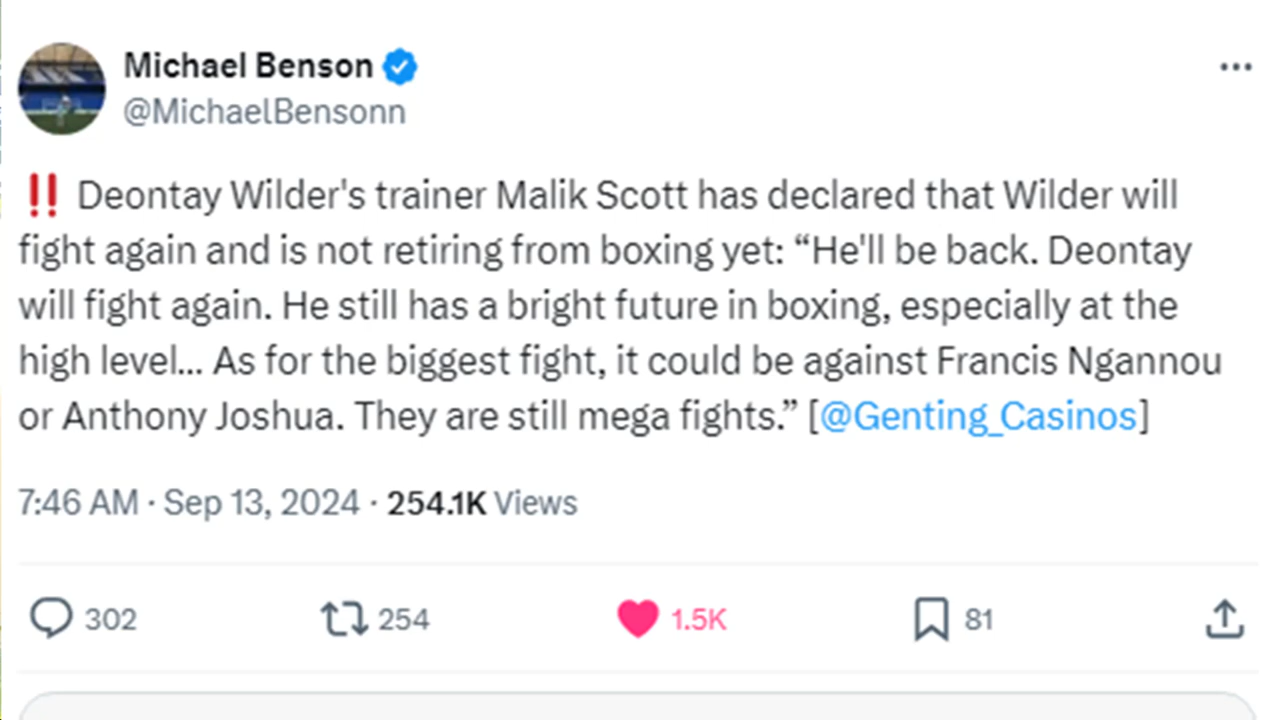 Michael Benson
@MichaelBensonn
‼️ Deontay Wilder's trainer Malik Scott has declared that Wilder will
fight again and is not retiring from boxing yet: “He'll be back. Deontay
will fight again. He still has a bright future in boxing, especially at the
high level... As for the biggest fight, it could be against Francis Ngannou
or Anthony Joshua. They are still mega fights.” [@Genting_Casinos]
7:46 AM · Sep 13, 2024 · 254.1K Views
302 254 1.5K 81